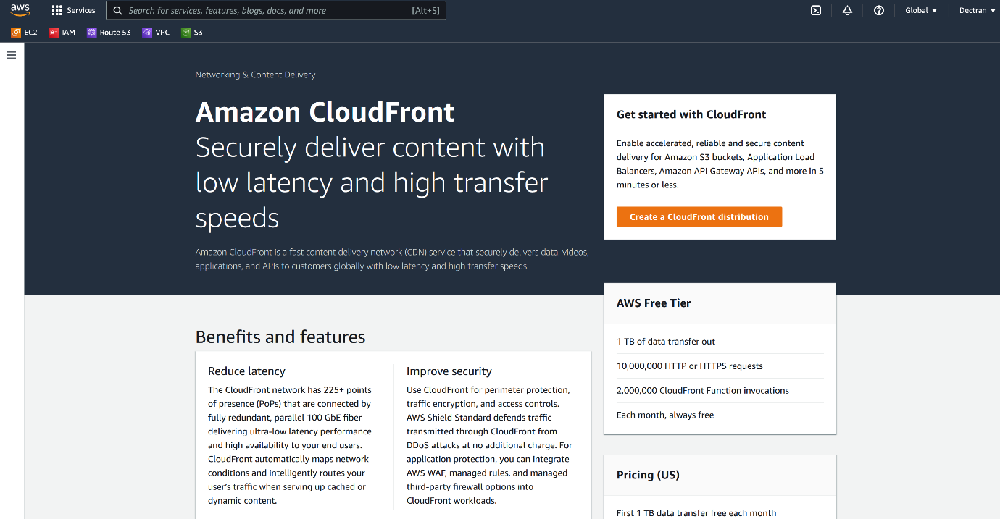 aws
Services
Search for services, features, blogs, docs, and more [Alt+S]
Global ▼
Dectran ▼
EC2
IAM
Route 53
VPC
S3
Networking & Content Delivery
Amazon CloudFront
Securely deliver content with
low latency and high transfer
speeds
Amazon CloudFront is a fast content delivery network (CDN) service that securely delivers data, videos,
applications, and APIs to customers globally with low latency and high transfer speeds.
Get started with CloudFront
Enable accelerated, reliable and secure content
delivery for Amazon S3 buckets, Application Load
Balancers, Amazon API Gateway APIs, and more in 5
minutes or less.
Create a CloudFront distribution
AWS Free Tier
1 TB of data transfer out
10,000,000 HTTP or HTTPS requests
2,000,000 CloudFront Function invocations
Each month, always free
Benefits and features
Reduce latency
The CloudFront network has 225+ points
of presence (PoPs) that are connected by
fully redundant, parallel 100 GbE fiber
delivering ultra-low latency performance
and high availability to your end users.
CloudFront automatically maps network
conditions and intelligently routes your
user's traffic when serving up cached or
dynamic content.
Improve security
Use CloudFront for perimeter protection,
traffic encryption, and access controls.
AWS Shield Standard defends traffic
transmitted through CloudFront from
DDoS attacks at no additional charge. For
application protection, you can integrate
AWS WAF, managed rules, and managed
third-party firewall options into
CloudFront workloads.
Pricing (US)
First 1 TB data transfer free each month